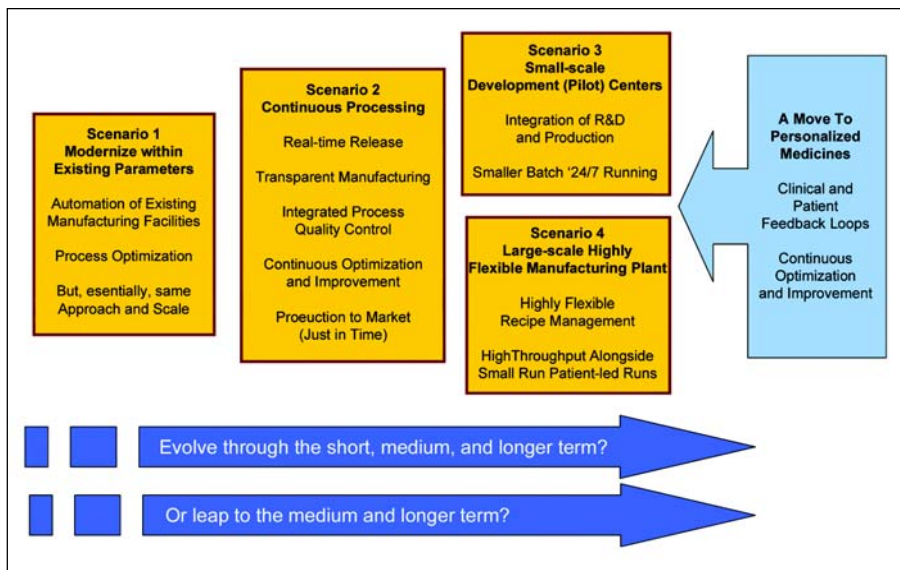 Scenario 1
Modernize within
Existing Parameters
Automation of Existing
Manufacturing Facilities
Process Optimization
But, esentially, same
Approach and Scale
Scenario 2
Continuous Processing
Real-time Release
Transparent Manufacturing
Integrated Process
Quality Control
Continuous Optimization
and Improvement
Proeuction to Market
(Just in Time)
Scenario 3
Small-scale
Development (Pilot) Centers
Integration of R&D
and Production
Smaller Batch '24/7 Running
Scenario 4
Large-scale Highly
Flexible Manufacturing Plant
Highly Flexible
Recipe Management
HighThroughput Alongside
Small Run Patient-led Runs
A Move To
Personalized
Medicines
Clinical and
Patient
Feedback Loops
Continuous
Optimization
and Improvement
Evolve through the short, medium, and longer term?
Or leap to the medium and longer term?